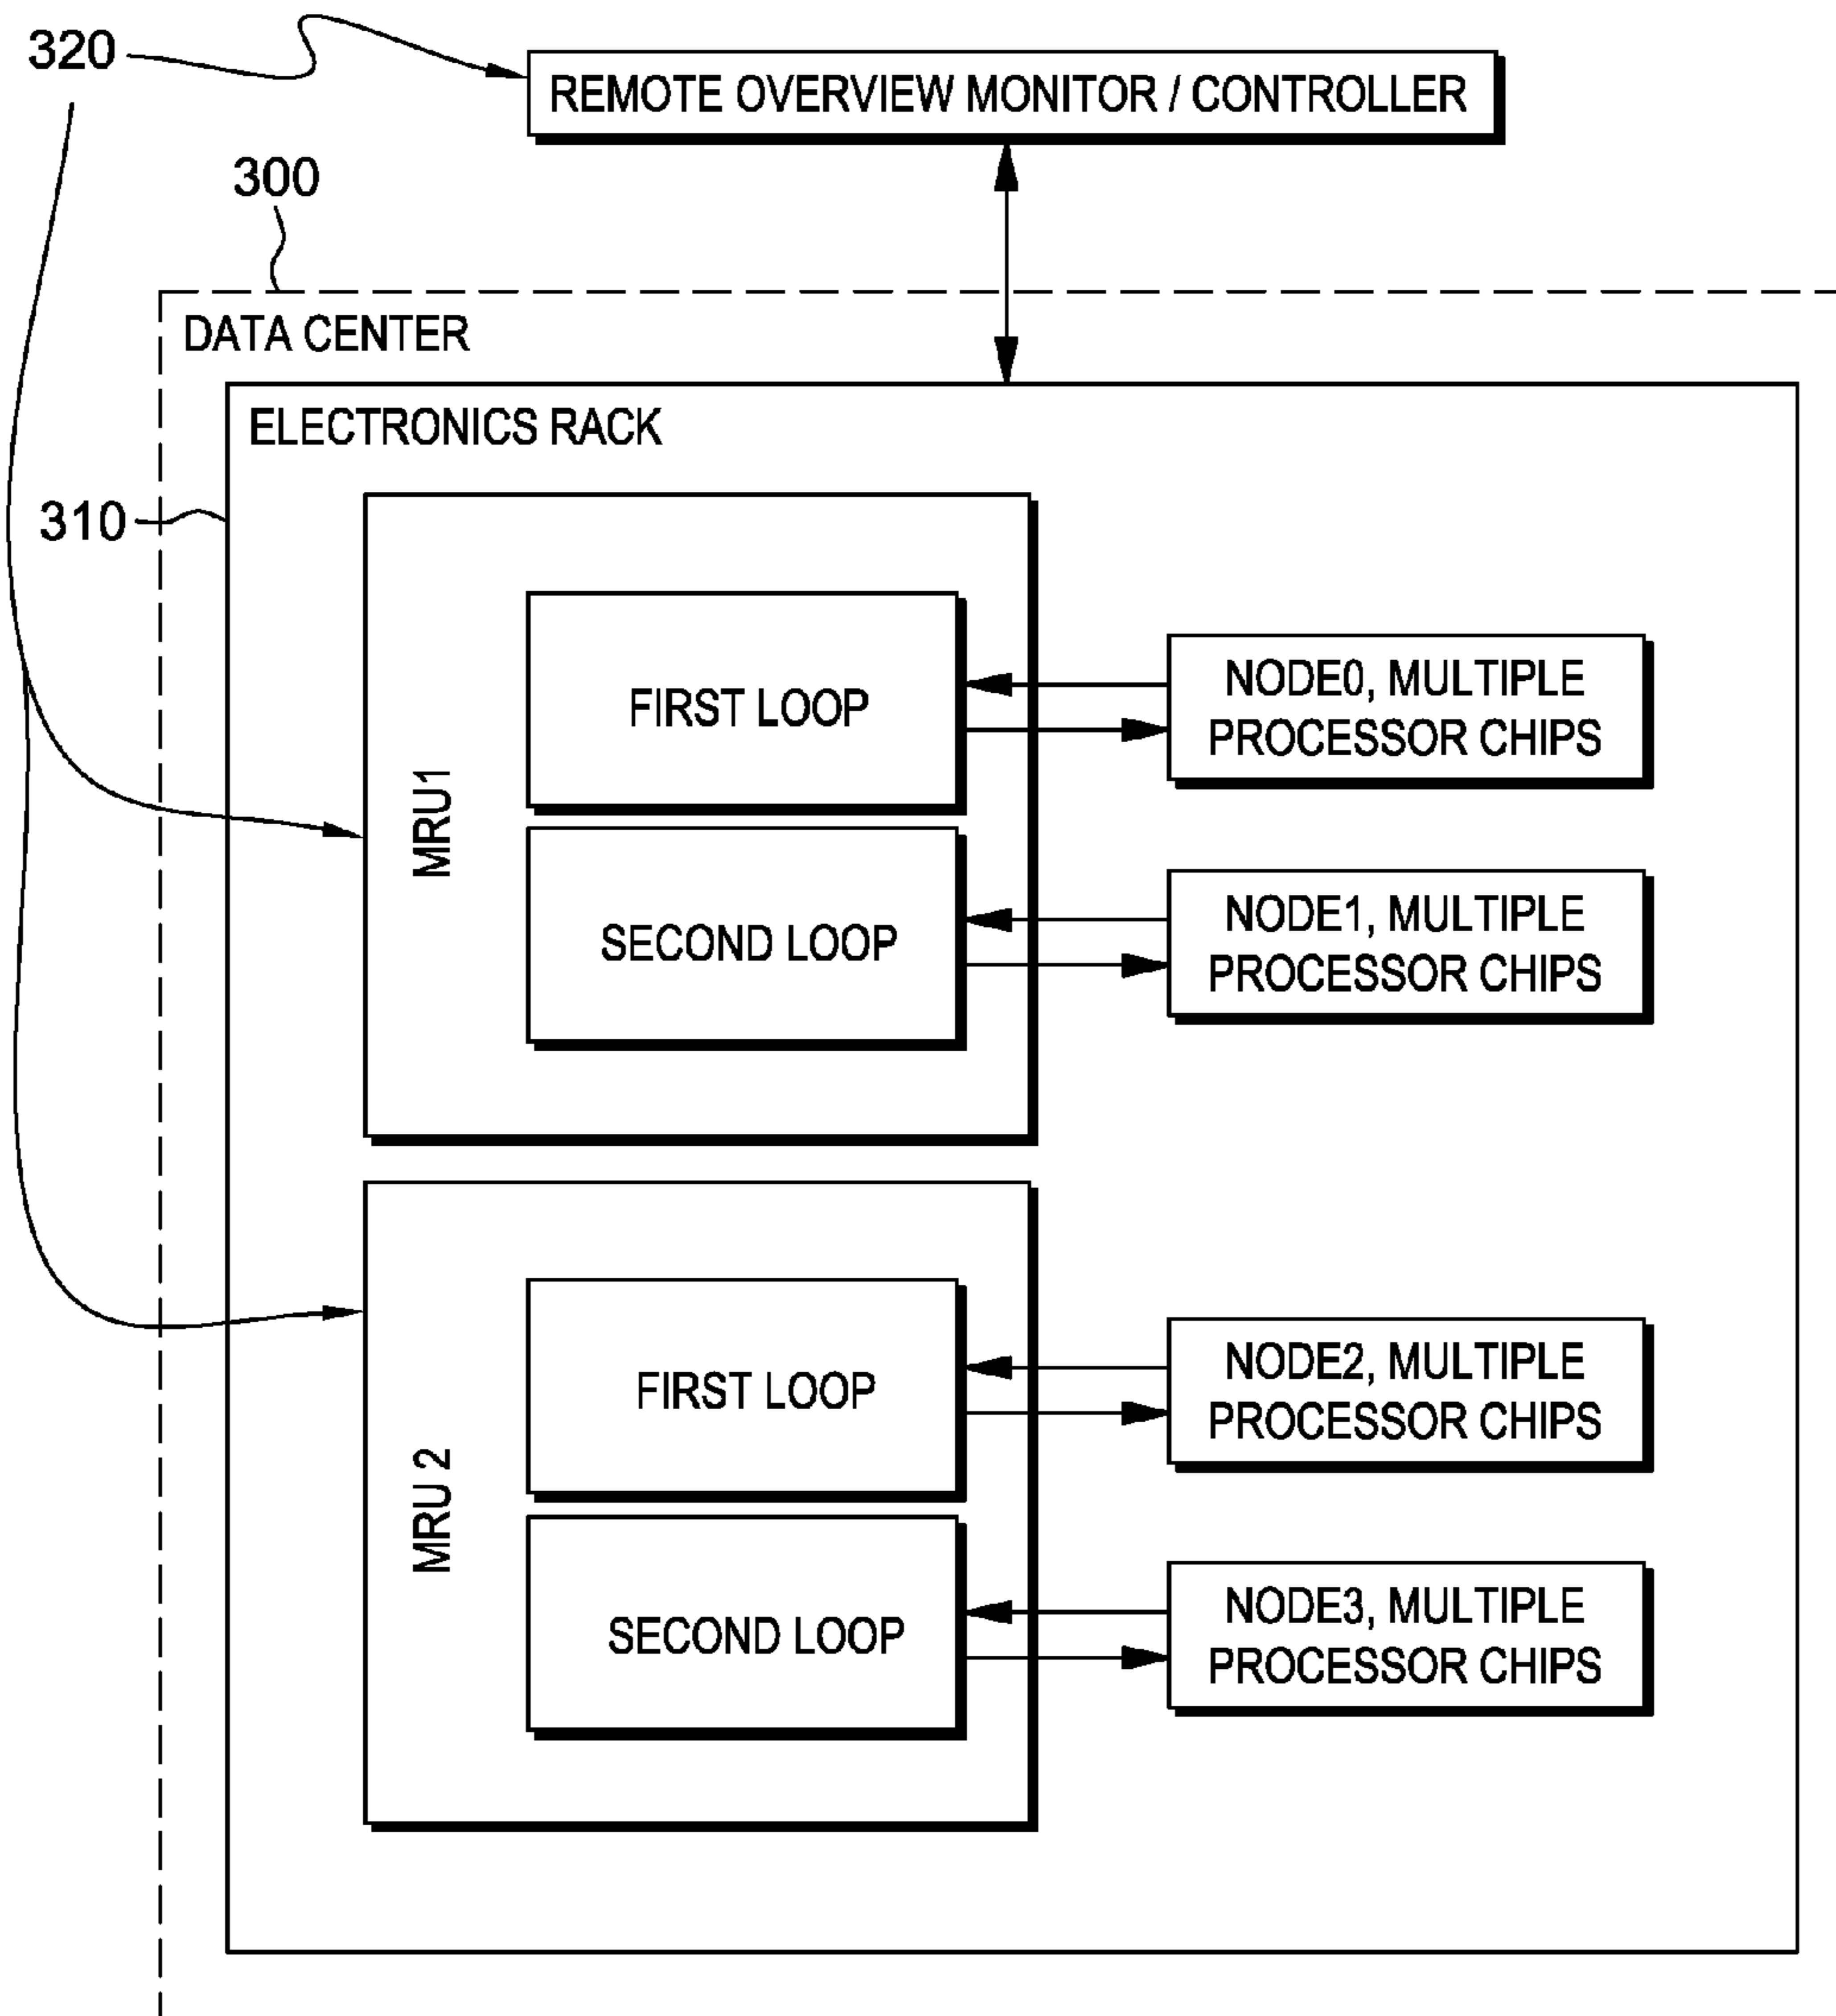 320
REMOTE OVERVIEW MONITOR / CONTROLLER
300
DATA CENTER
ELECTRONICS RACK
310
MRU1
FIRST LOOP
NODE0, MULTIPLE
PROCESSOR CHIPS
SECOND LOOP
NODE1, MULTIPLE
PROCESSOR CHIPS
MRU 2
FIRST LOOP
NODE2, MULTIPLE
PROCESSOR CHIPS
SECOND LOOP
NODE3, MULTIPLE
PROCESSOR CHIPS